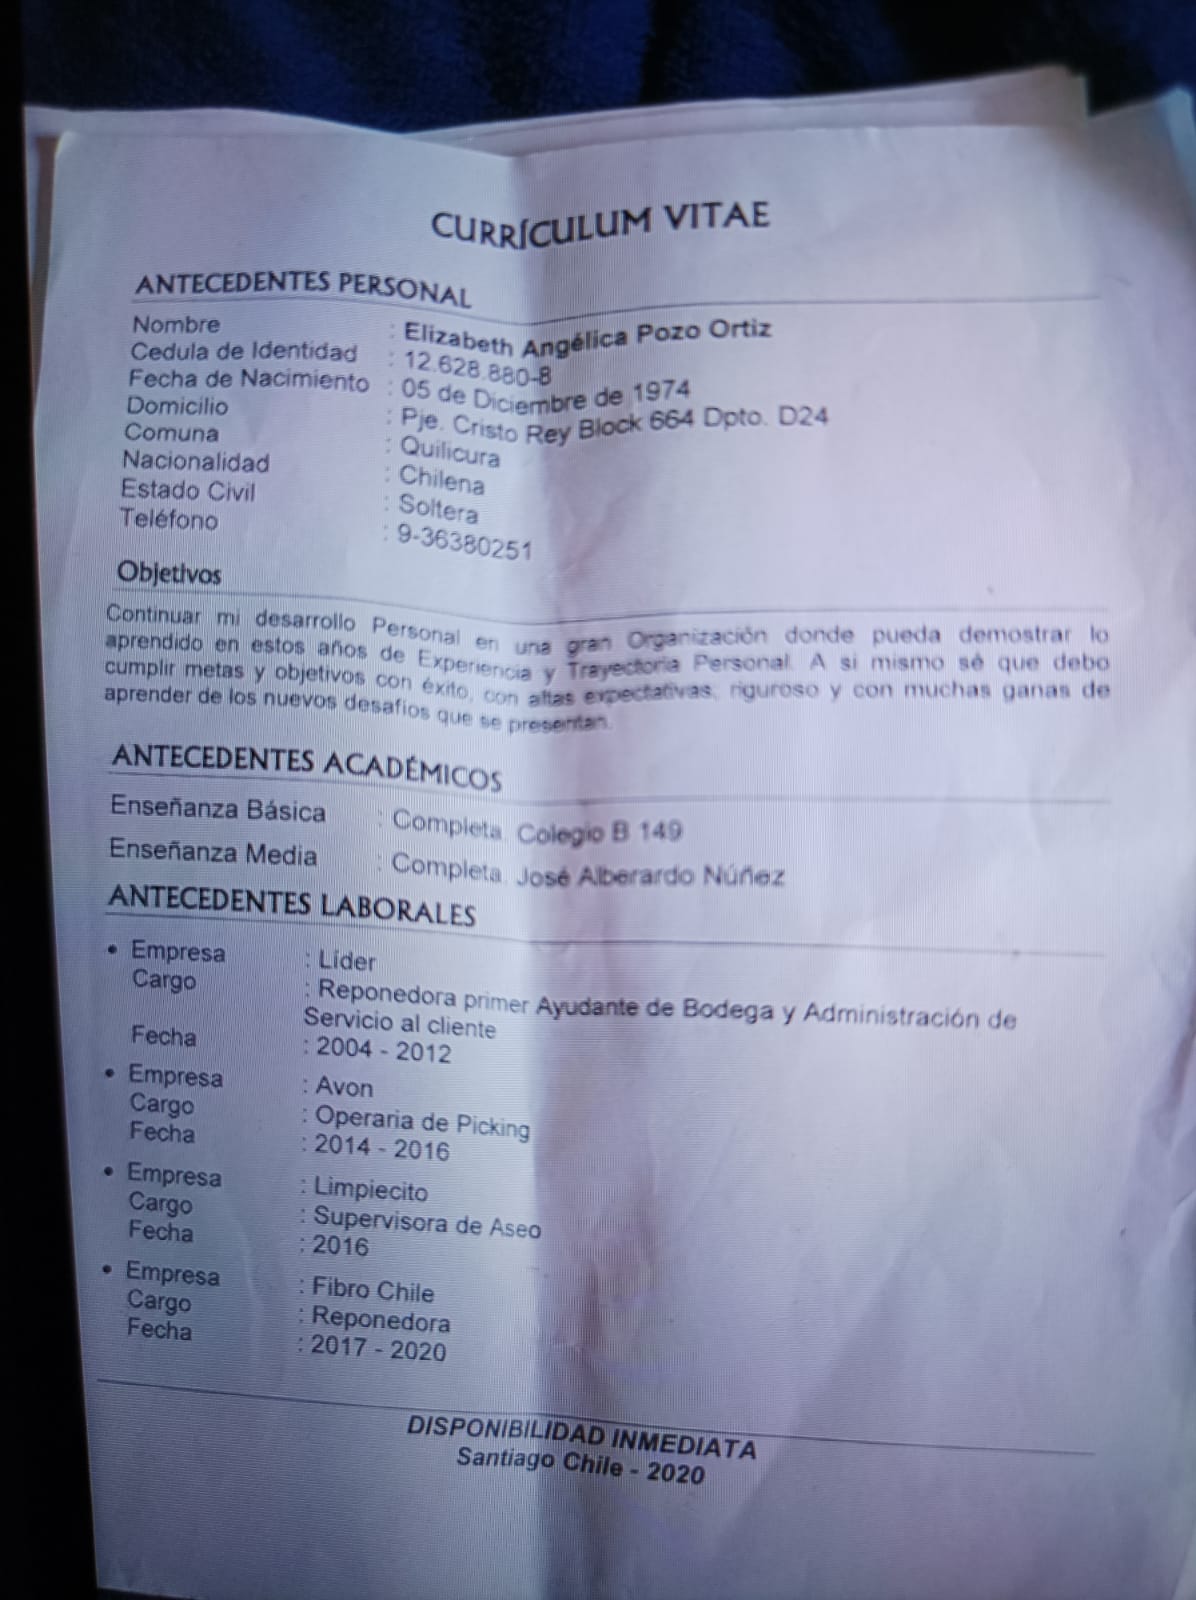 CURRÍCULUM VITAE
ANTECEDENTES PERSONAL
Nombre : Elizabeth Angélica Pozo Ortiz
Cedula de Identidad : 12.628.880-8
Fecha de Nacimiento : 05 de Diciembre de 1974
Domicilio : Pje. Cristo Rey Block 664 Dpto. D24
Comuna : Quilicura
Nacionalidad : Chilena
Estado Civil : Soltera
Teléfono : 9-36380251
Objetivos
Continuar mi desarrollo Personal en una gran Organización donde pueda demostrar lo
aprendido en estos años de Experiencia y Trayectoria Personal. A si mismo sé que debo
cumplir metas y objetivos con éxito, con altas expectativas, riguroso y con muchas ganas de
aprender de los nuevos desafíos que se presentan.
ANTECEDENTES ACADÉMICOS
Enseñanza Básica : Completa. Colegio B 149
Enseñanza Media : Completa. José Alberardo Núñez
ANTECEDENTES LABORALES
• Empresa : Líder
Cargo : Reponedora primer Ayudante de Bodega y Administración de
Servicio al cliente
Fecha : 2004 - 2012
• Empresa : Avon
Cargo : Operaria de Picking
Fecha : 2014 - 2016
• Empresa : Limpiecito
Cargo : Supervisora de Aseo
Fecha : 2016
• Empresa : Fibro Chile
Cargo : Reponedora
Fecha : 2017 - 2020
DISPONIBILIDAD INMEDIATA
Santiago Chile - 2020